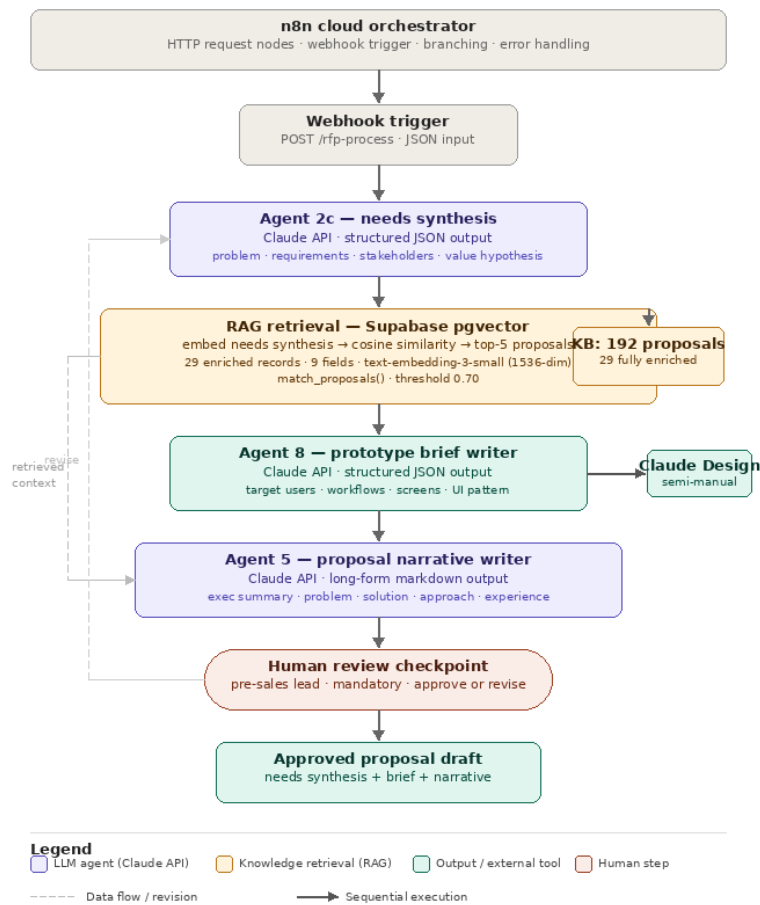 n8n cloud orchestrator
HTTP request nodes · webhook trigger · branching · error handling
Webhook trigger
POST /rfp-process · JSON input
Agent 2c — needs synthesis
Claude API · structured JSON output
problem · requirements · stakeholders · value hypothesis
RAG retrieval — Supabase pgvector
embed needs synthesis → cosine similarity → top-5 proposals
29 enriched records · 9 fields · text-embedding-3-small (1536-dim)
match_proposals() · threshold 0.70
KB: 192 proposals
29 fully enriched
Agent 8 — prototype brief writer
Claude API · structured JSON output
target users · workflows · screens · UI pattern
Claude Design
semi-manual
revise
retrieved
context
Agent 5 — proposal narrative writer
Claude API · long-form markdown output
exec summary · problem · solution · approach · experience
Human review checkpoint
pre-sales lead · mandatory · approve or revise
Approved proposal draft
needs synthesis + brief + narrative
Legend
LLM agent (Claude API)
Knowledge retrieval (RAG)
Output / external tool
Human step
Data flow / revision
Sequential execution